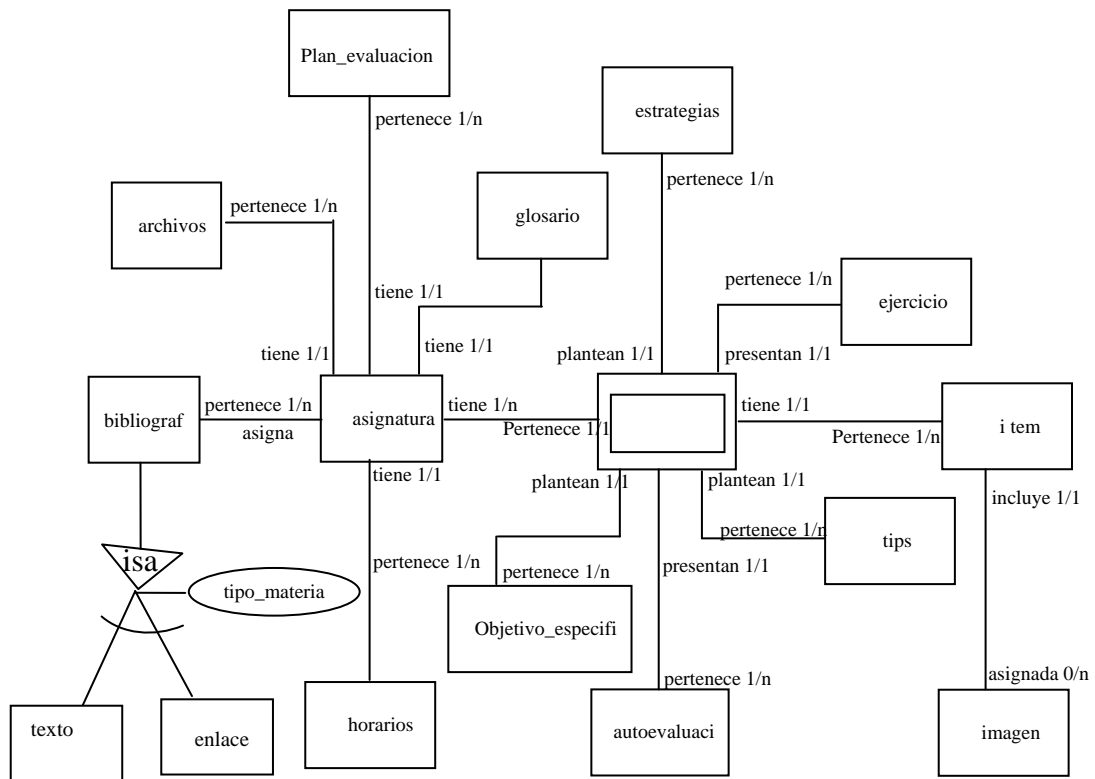 Plan_evaluacion
estrategias
pertenece 1/n
pertenece 1/n
archivos
pertenece 1/n
glosario
pertenece 1/n
ejercicio
tiene 1/1
tiene 1/1
tiene 1/1
plantean 1/1
presentan 1/1
bibliograf
pertenece 1/n
asigna
asignatura
tiene 1/n
Pertenece 1/1
tiene 1/1
Pertenece 1/n
i tem
tiene 1/1
plantean 1/1
plantean 1/1
incluye 1/1
isa
tipo_materia
pertenece 1/n
pertenece 1/n
presentan 1/1
pertenece 1/n
tips
Objetivo_especifi
pertenece 1/n
asignada 0/n
texto
enlace
horarios
autoevaluaci
imagen